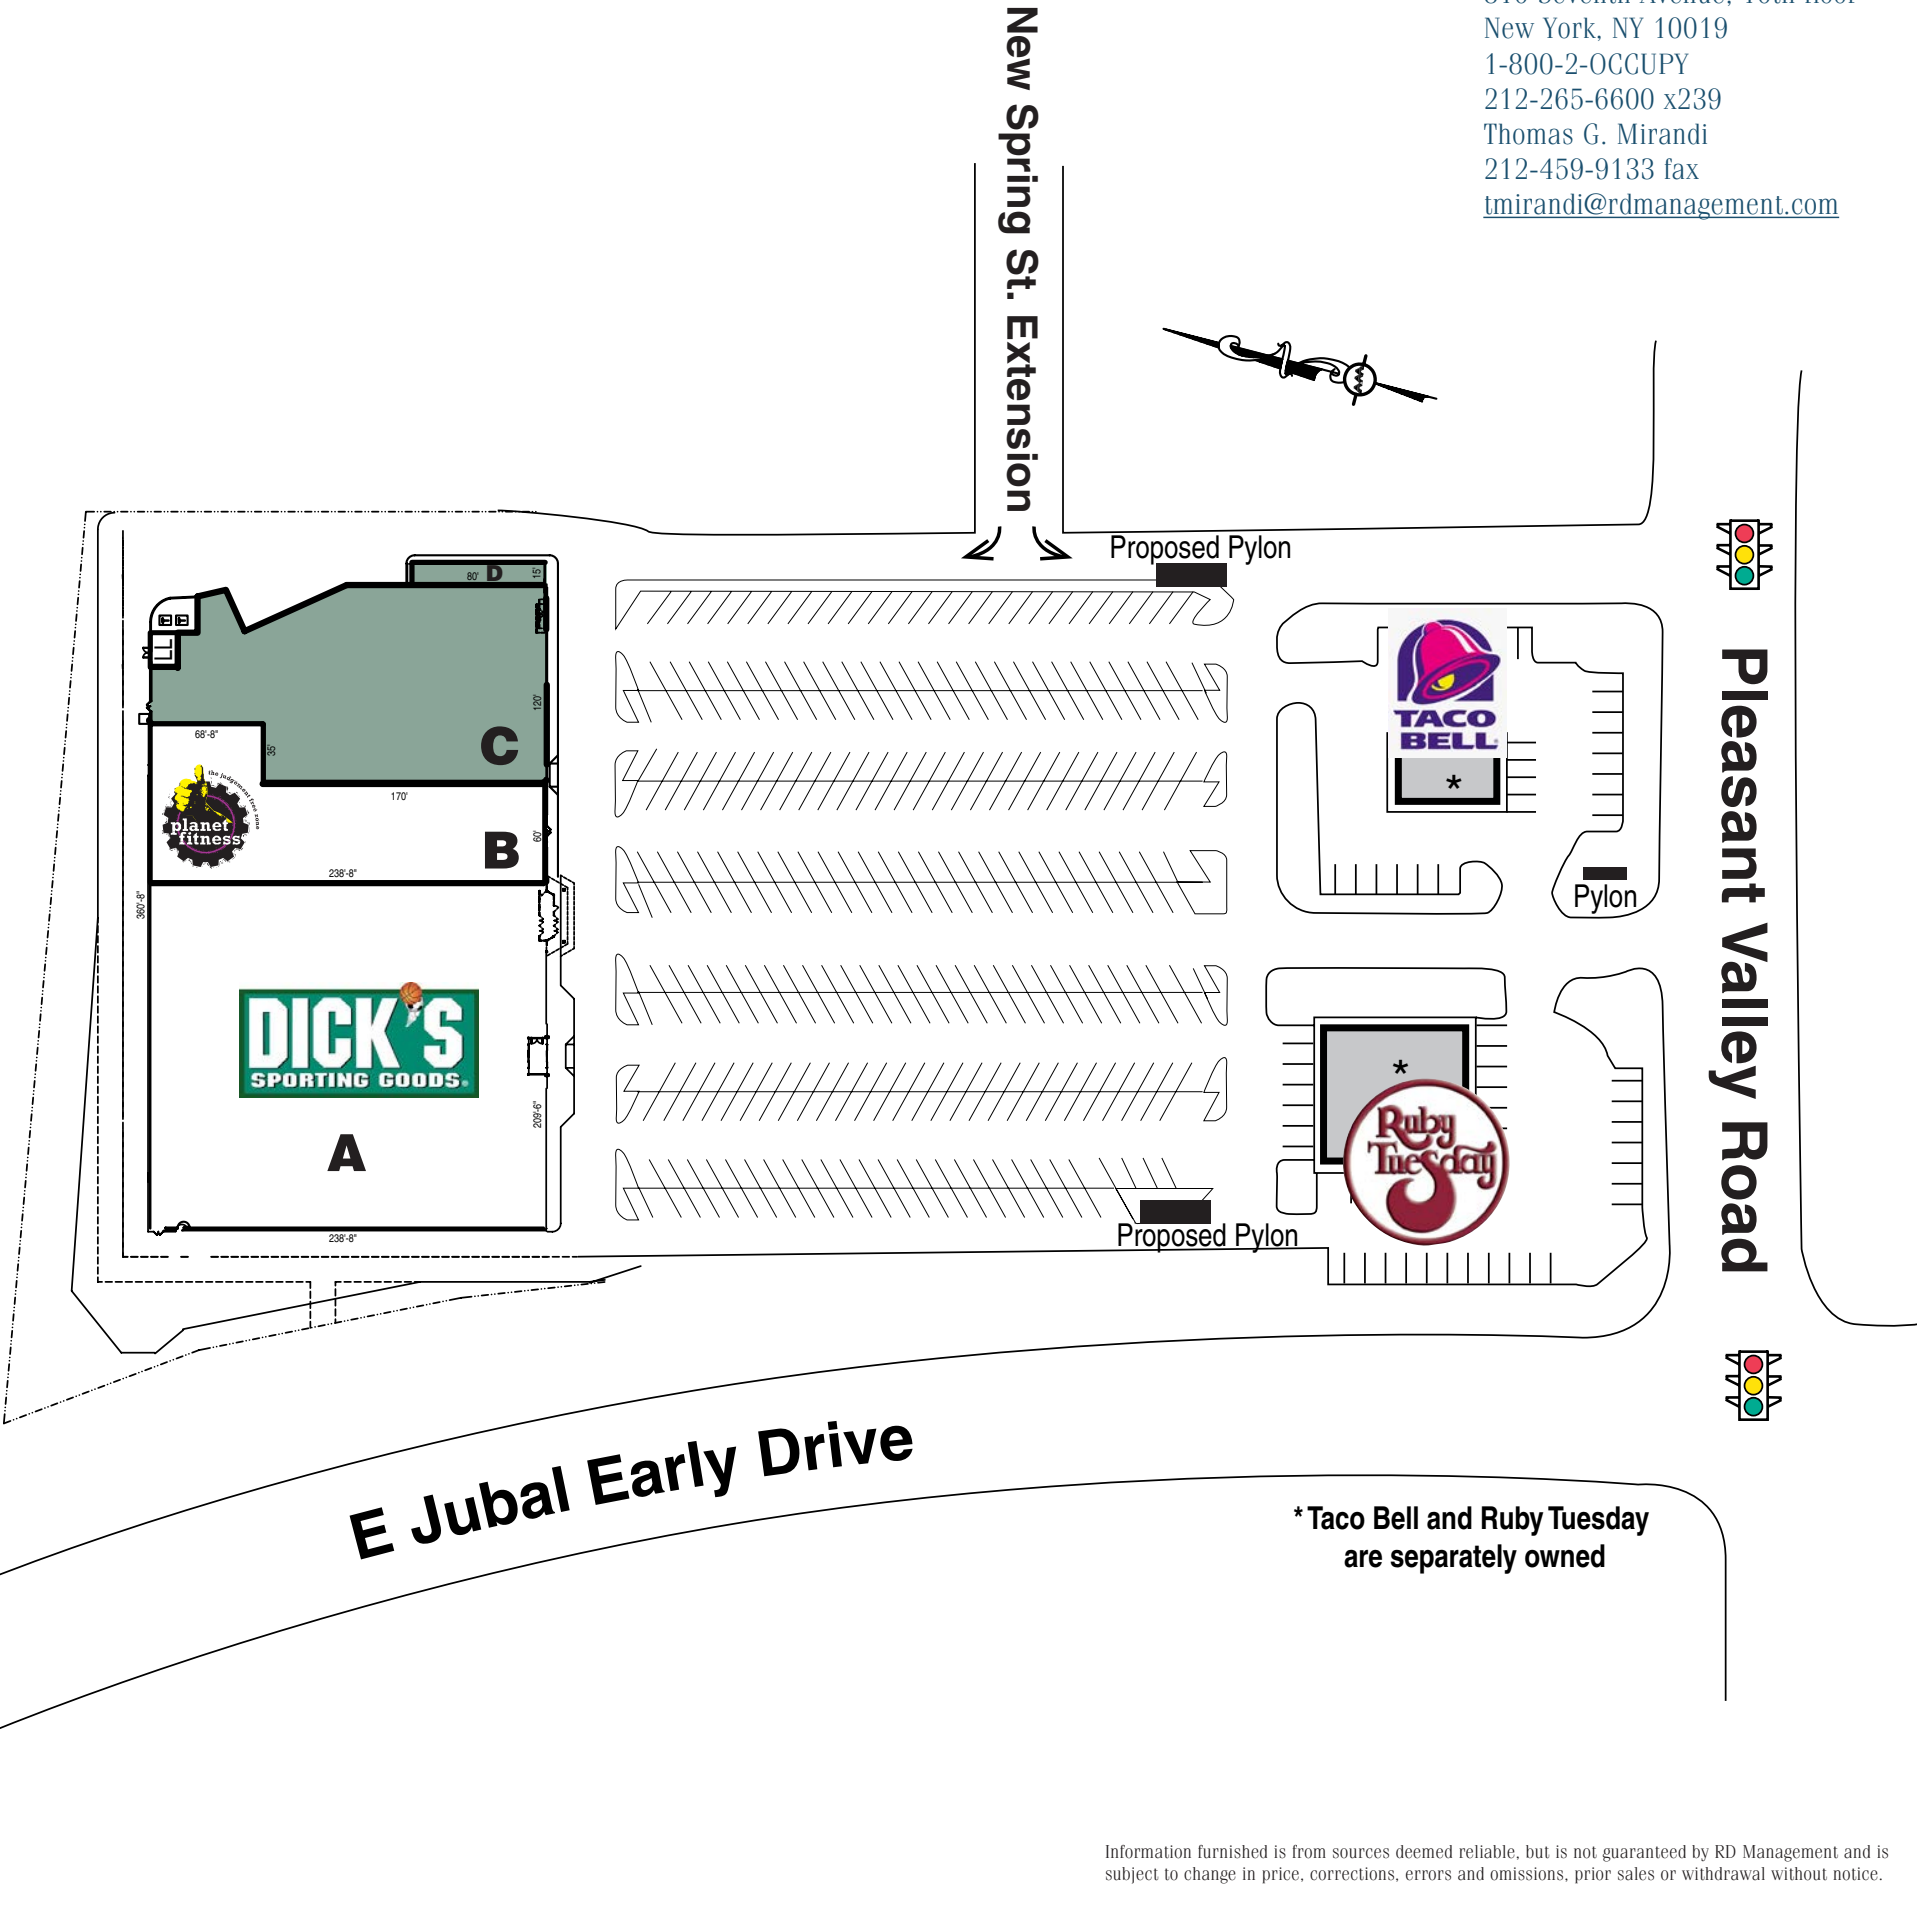 New York, NY 10019
1-800-2-OCCUPY
212-265-6600 x239
Thomas G. Mirandi
212-459-9133 fax
tmirandi@rdmanagement.com
New Spring St. Extension
Proposed Pylon
80'
D
15'
120'
C
68'-8"
35'
the judgement free zone
planet
fitness
170'
B
60'
238'-8"
360'-8"
DICK'S
SPORTING GOODS
A
209'-6"
238'-8"
TACO
BELL
*
Pylon
*
Ruby
Tuesday
Proposed Pylon
Pleasant Valley Road
E Jubal Early Drive
* Taco Bell and Ruby Tuesday
are separately owned
Information furnished is from sources deemed reliable, but is not guaranteed by RD Management and is
subject to change in price, corrections, errors and omissions, prior sales or withdrawal without notice.